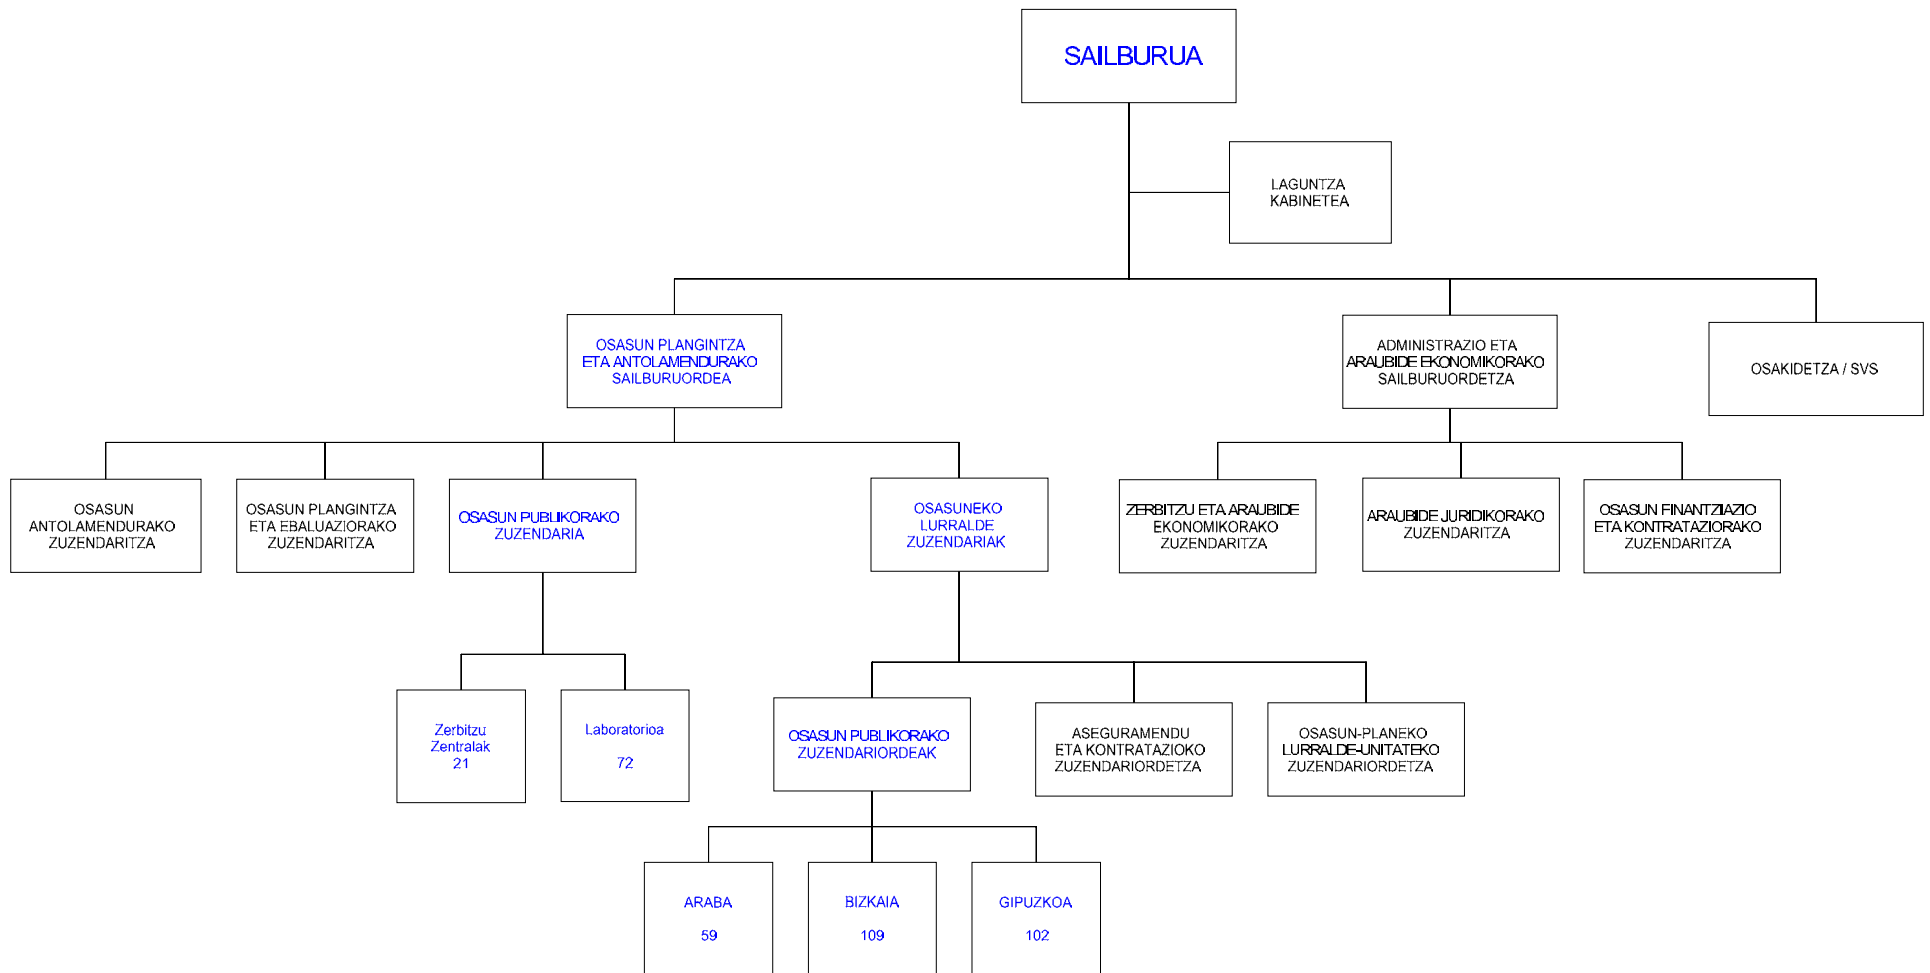 SAILBURUA
LAGUNTZA
KABINETEA
OSASUN PLANGINTZA
ETA ANTOLAMENDURAKO
SAILBURUORDEA
ADMINISTRAZIO ETA
ARAUBIDE EKONOMIKORAKO
SAILBURUORDETZA
OSAKIDETZA / SVS
OSASUN
ANTOLAMENDURAKO
ZUZENDARITZA
OSASUN PLANGINTZA
ETA EBALUAZIORAKO
ZUZENDARITZA
OSASUN PUBLIKORAKO
ZUZENDARIA
OSASUNEKO
LURRALDE
ZUZENDARIAK
ZERBITZU ETA ARAUBIDE
EKONOMIKORAKO
ZUZENDARITZA
ARAUBIDE JURIDIKORAKO
ZUZENDARITZA
OSASUN FINANTZIAZIO
ETA KONTRATAZIORAKO
ZUZENDARITZA
Zerbitzu
Zentralak
21
Laboratorioa
72
OSASUN PUBLIKORAKO
ZUZENDARIORDEAK
ASEGURAMENDU
ETA KONTRATAZIOKO
ZUZENDARIORDETZA
OSASUN-PLANEKO
LURRALDE-UNITATEKO
ZUZENDARIORDETZA
ARABA
59
BIZKAIA
109
GIPUZKOA
102